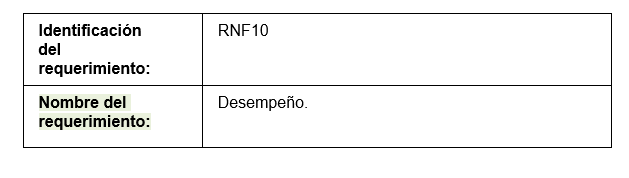 Identificación
del
requerimiento:
RNF10
Nombre del
requerimiento:
Desempeño.